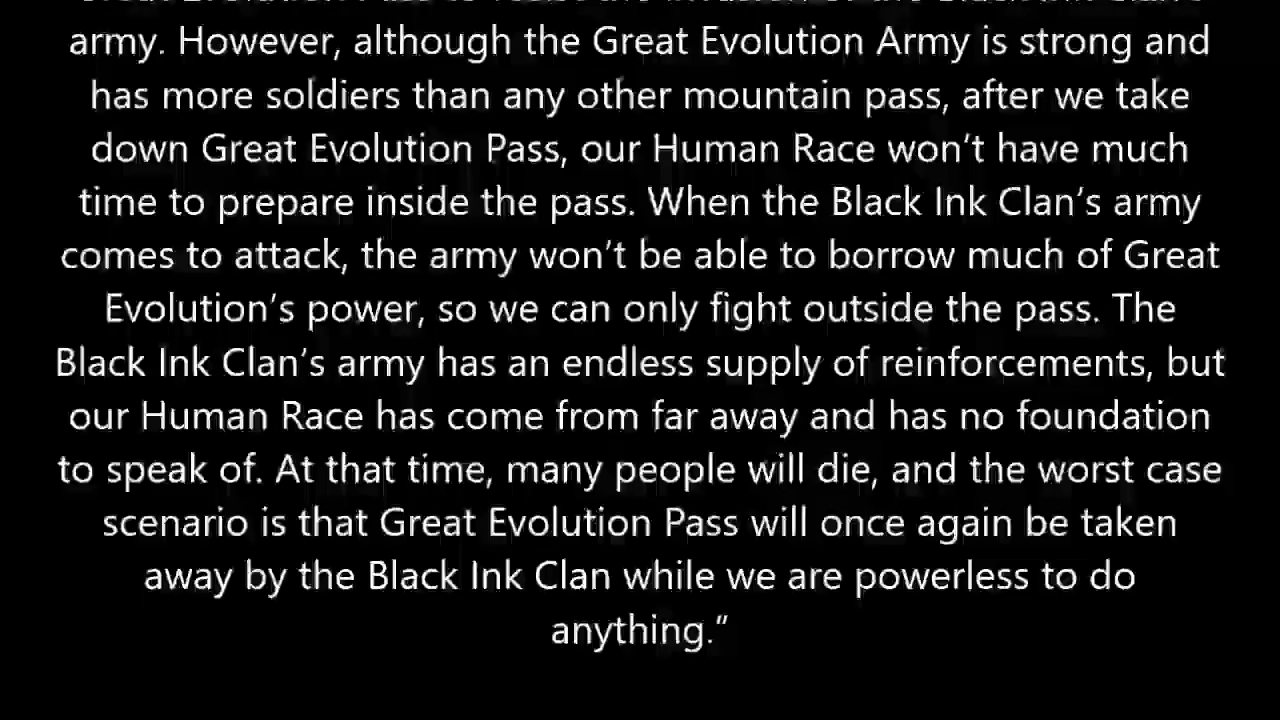 army. However, although the Great Evolution Army is strong and
has more soldiers than any other mountain pass, after we take
down Great Evolution Pass, our Human Race won’t have much
time to prepare inside the pass. When the Black Ink Clan’s army
comes to attack, the army won’t be able to borrow much of Great
Evolution’s power, so we can only fight outside the pass. The
Black Ink Clan’s army has an endless supply of reinforcements, but
our Human Race has come from far away and has no foundation
to speak of. At that time, many people will die, and the worst case
scenario is that Great Evolution Pass will once again be taken
away by the Black Ink Clan while we are powerless to do
anything.”